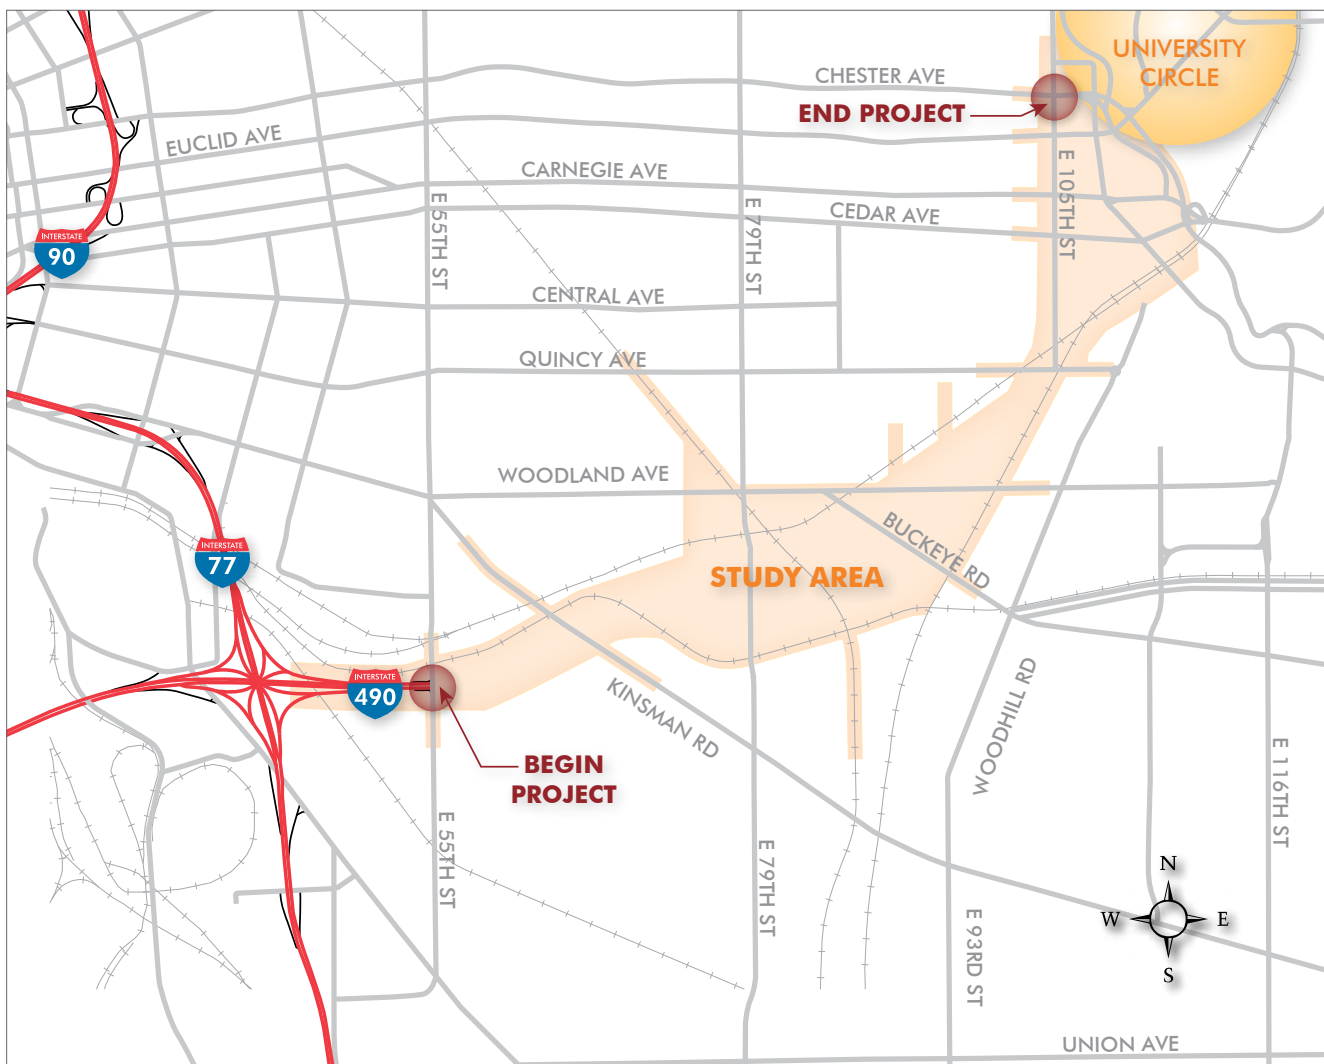 UNIVERSITY
CIRCLE
CHESTER AVE
END PROJECT
EUCLID AVE
CARNEGIE AVE
E 105TH ST
E 55TH ST
E 79TH ST
CEDAR AVE
INTERSTATE
90
CENTRAL AVE
QUINCY AVE
WOODLAND AVE
BUCKEYE RD
INTERSTATE
77
STUDY AREA
INTERSTATE
490
KINSMAN RD
WOODHILL RD
BEGIN
PROJECT
E 116TH ST
E 55TH ST
E 79TH ST
N
W
E
S
E 93RD ST
UNION AVE